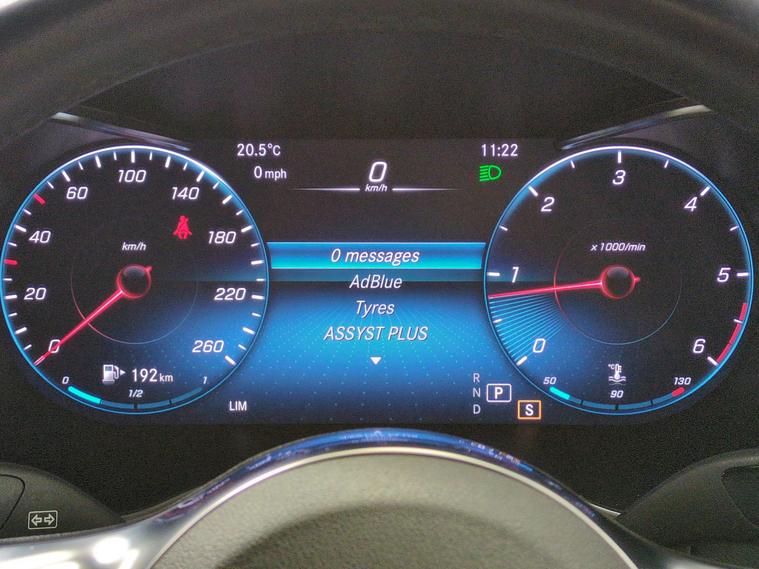 20.5°C
11:22
0 mph
0
km/h
0 messages
AdBlue
Tyres
ASSYST PLUS
0
20
40
60
100
140
180
220
260
km/h
192 km
0
1/2
1
LIM
R
N
D
P
S
0
1
2
3
4
5
6
x 1000/min
°C
50
90
130